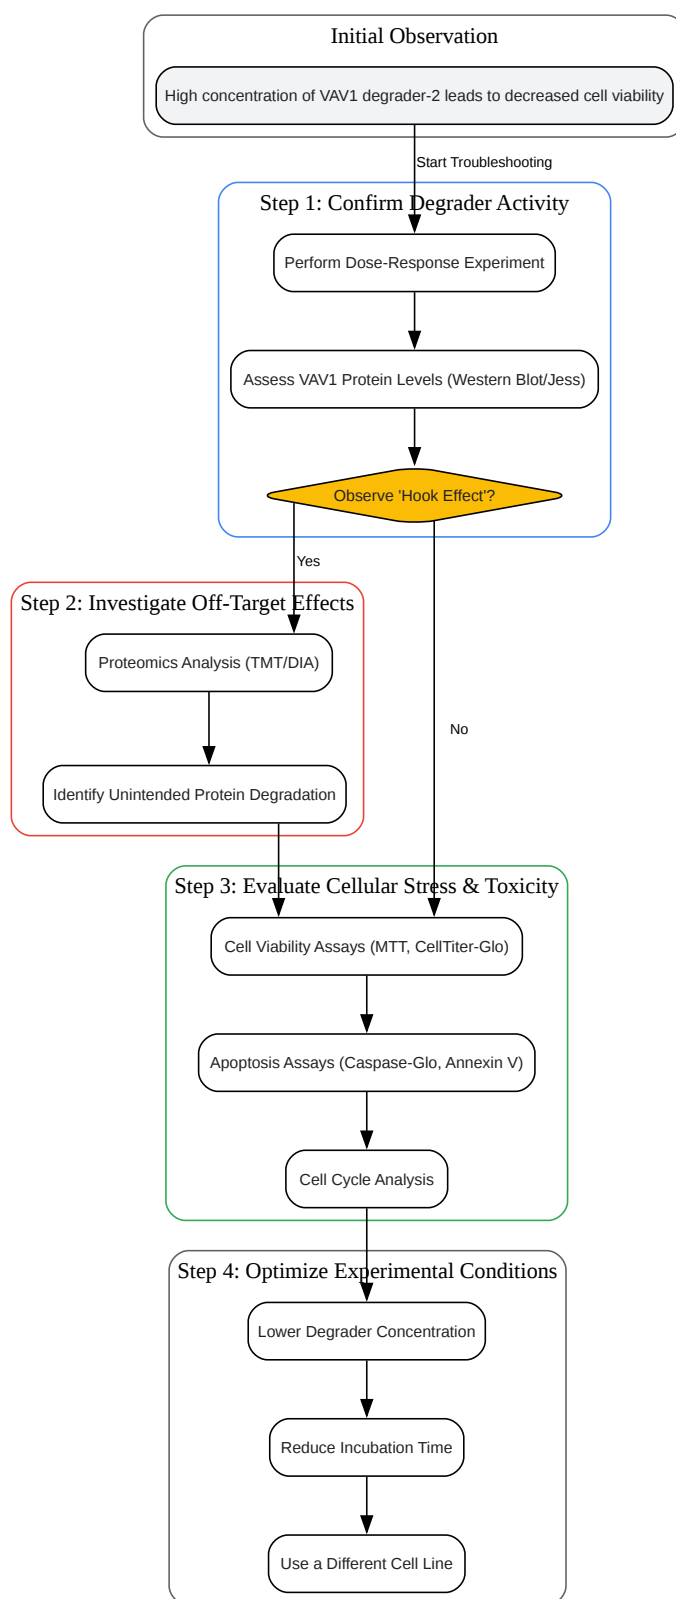 Initial Observation
High concentration of VAV1 degrader-2 leads to decreased cell viability
Start Troubleshooting
Step 1: Confirm Degrader Activity
Perform Dose-Response Experiment
Assess VAV1 Protein Levels (Western Blot/Jess)
Observe 'Hook Effect'?
Yes
Step 2: Investigate Off-Target Effects
Proteomics Analysis (TMT/DIA)
No
Identify Unintended Protein Degradation
Step 3: Evaluate Cellular Stress & Toxicity
Cell Viability Assays (MTT, CellTiter-Glo)
Apoptosis Assays (Caspase-Glo, Annexin V)
Cell Cycle Analysis
Step 4: Optimize Experimental Conditions
Lower Degrader Concentration
Reduce Incubation Time
Use a Different Cell Line